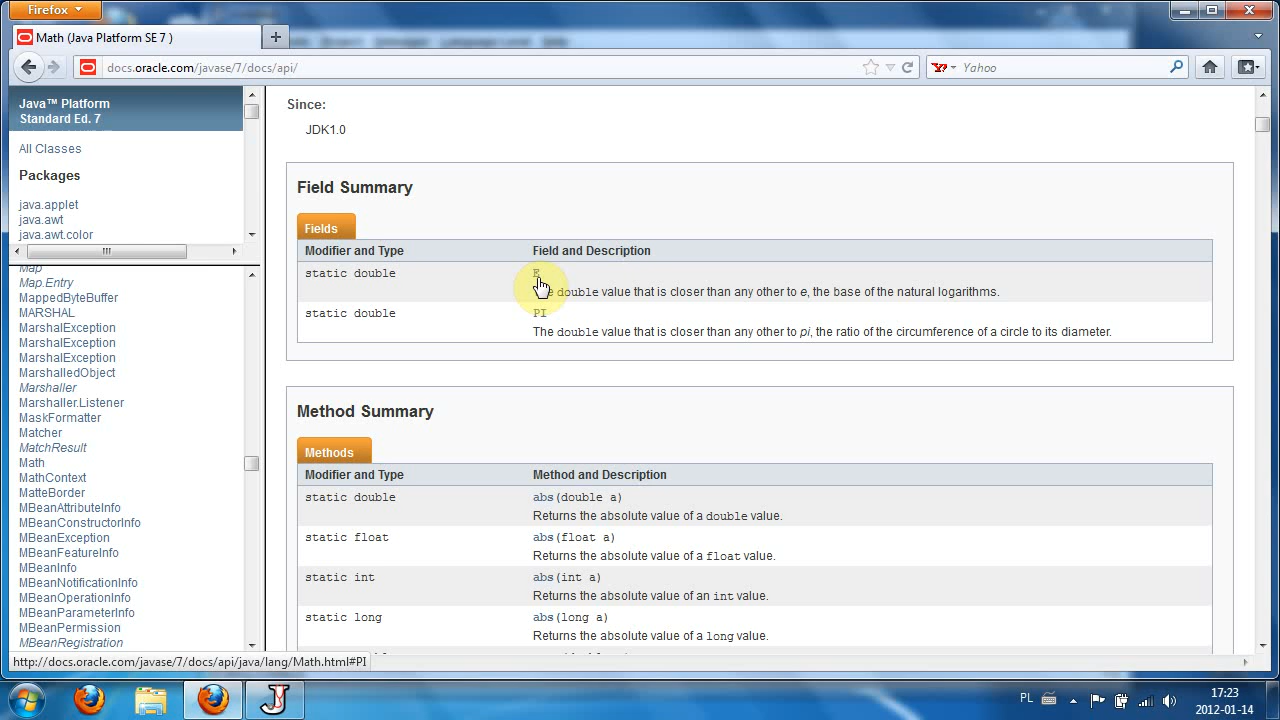 Firefox
Math (Java Platform SE 7 )
docs.oracle.com/javase/7/docs/api/
Yahoo
Java™ Platform
Standard Ed. 7
All Classes
Packages
java.applet
java.awt
java.awt.color
Map
Map.Entry
MappedByteBuffer
MARSHAL
MarshalException
MarshalException
MarshalException
MarshalledObject
Marshaller
Marshaller.Listener
MaskFormatter
Matcher
MatchResult
Math
MathContext
MatteBorder
MBeanAttributeInfo
MBeanConstructorInfo
MBeanException
MBeanFeatureInfo
MBeanInfo
MBeanNotificationInfo
MBeanOperationInfo
MBeanParameterInfo
MBeanPermission
MBeanRegistration
Since:
JDK1.0
Field Summary
Fields
Modifier and Type Field and Description
static double E
double value that is closer than any other to e, the base of the natural logarithms.
static double PI
The double value that is closer than any other to pi, the ratio of the circumference of a circle to its diameter.
Method Summary
Methods
Modifier and Type Method and Description
static double abs(double a)
Returns the absolute value of a double value.
static float abs(float a)
Returns the absolute value of a float value.
static int abs(int a)
Returns the absolute value of an int value.
static long abs(long a)
Returns the absolute value of a long value.
http://docs.oracle.com/javase/7/docs/api/java/lang/Math.html#PI
PL
17:23
2012-01-14